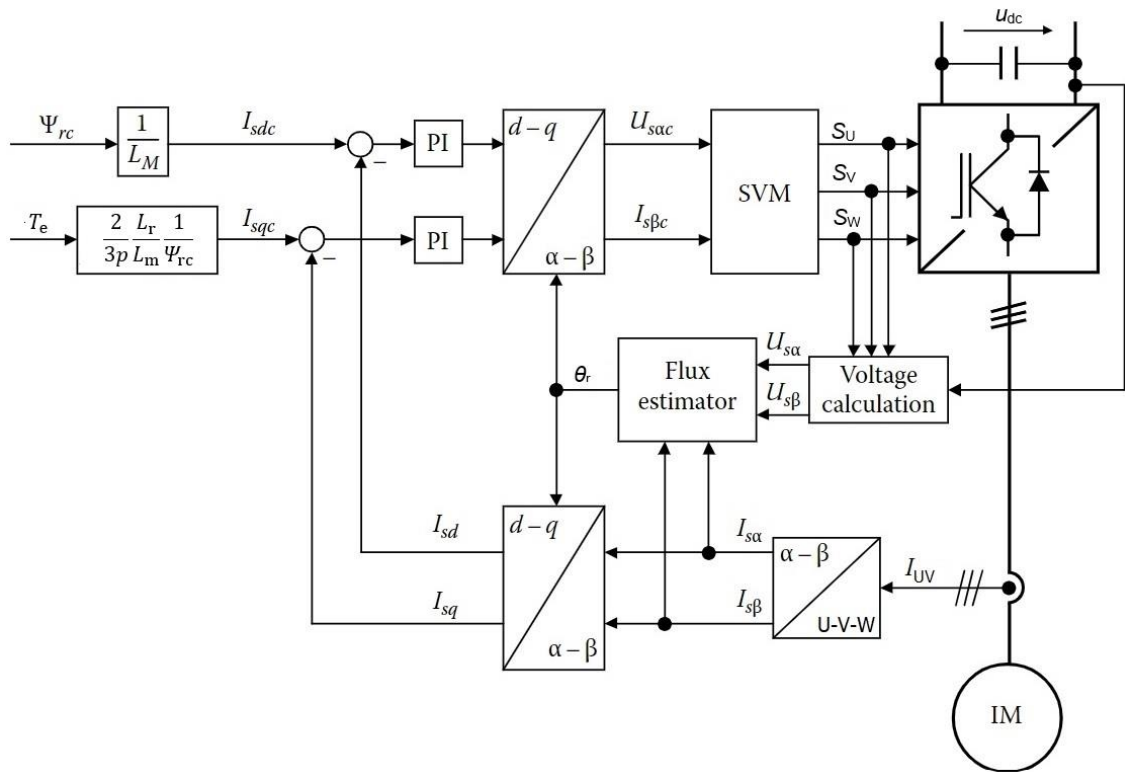 u_dc
Ψ_rc
1/L_M
I_sdc
−
PI
d – q
α – β
U_sαc
SVM
S_U
S_V
S_W
·T_e
2/3p L_r/L_m 1/Ψ_rc
I_sqc
−
PI
I_sβc
θ_r
Flux
estimator
U_sα
U_sβ
Voltage
calculation
I_sd
I_sq
d – q
α – β
I_sα
I_sβ
α – β
U-V-W
I_UV
IM